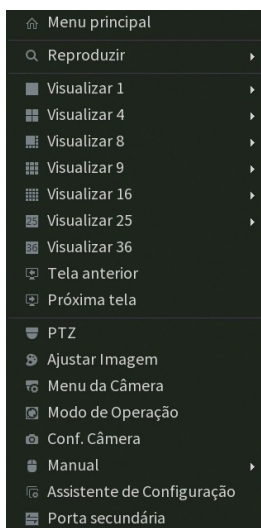 Menu principal
Reproduzir
Visualizar 1
Visualizar 4
Visualizar 8
Visualizar 9
Visualizar 16
25 Visualizar 25
36 Visualizar 36
Tela anterior
Próxima tela
PTZ
Ajustar Imagem
Menu da Câmera
Modo de Operação
Conf. Câmera
Manual
Assistente de Configuração
Porta secundária